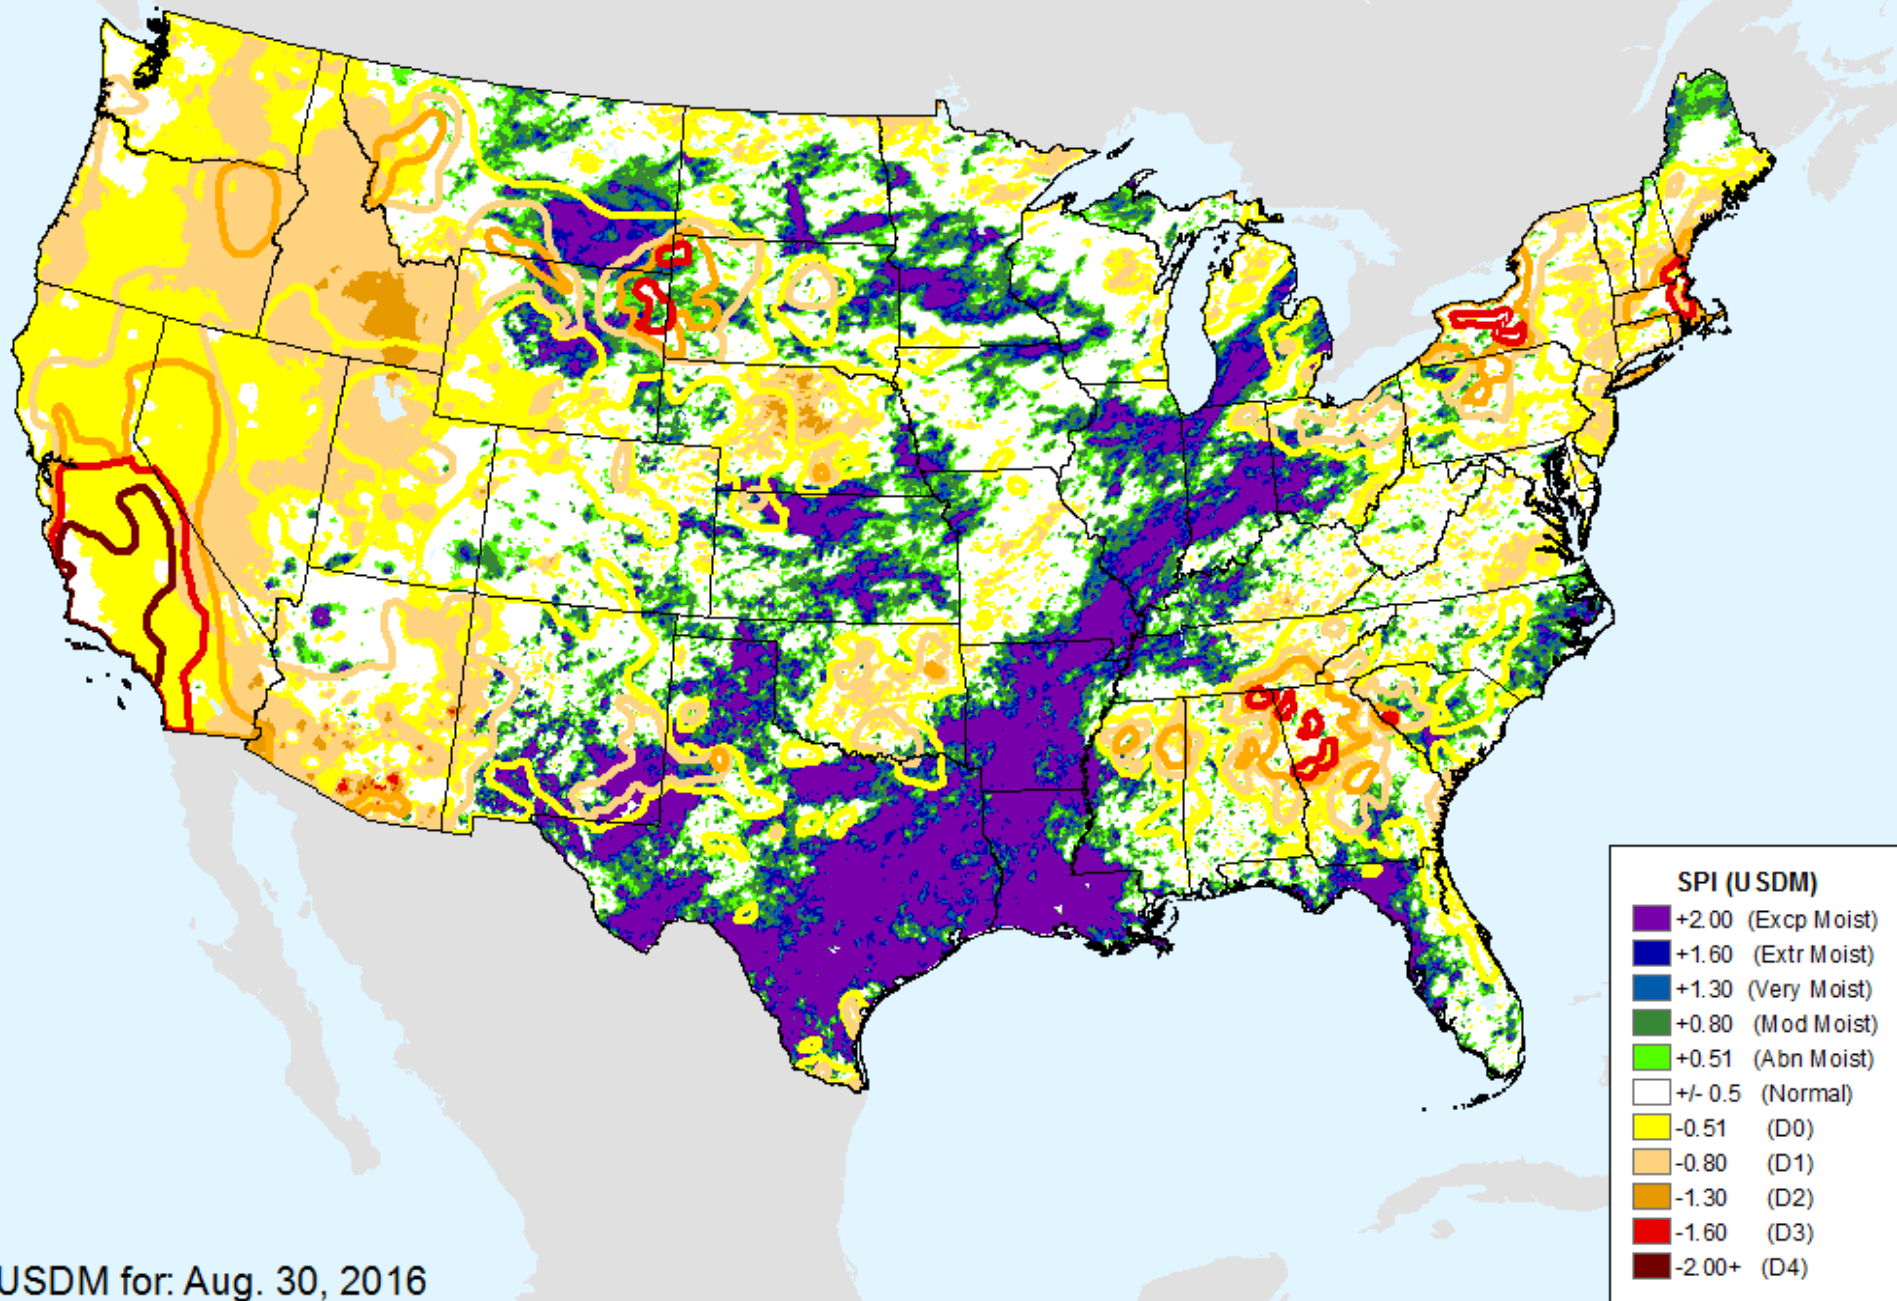 SPI (USDM)
+2.00 (Excp Moist)
+1.60 (Extr Moist)
+1.30 (Very Moist)
+0.80 (Mod Moist)
+0.51 (Abn Moist)
+/- 0.5 (Normal)
-0.51 (D0)
-0.80 (D1)
-1.30 (D2)
-1.60 (D3)
-2.00+ (D4)
USDM for: Aug. 30, 2016